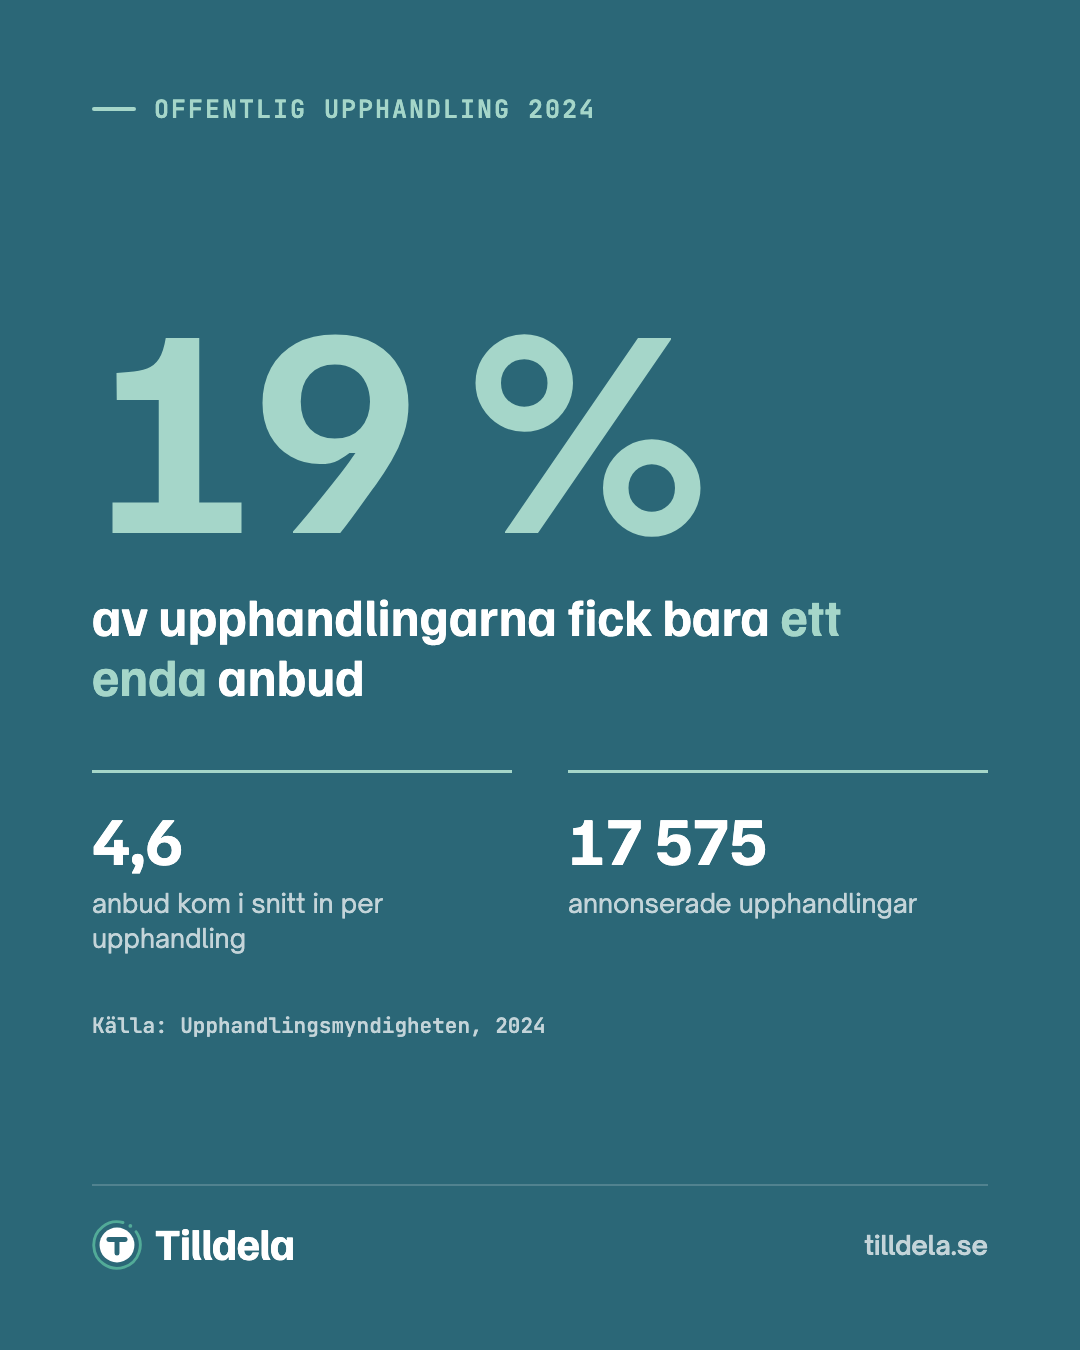 OFFENTLIG UPPHANDLING 2024
19 %
av upphandlingarna fick bara ett
enda anbud
4,6
anbud kom i snitt in per
upphandling
17 575
annonserade upphandlingar
Källa: Upphandlingsmyndigheten, 2024
T Tilldela
tilldela.se